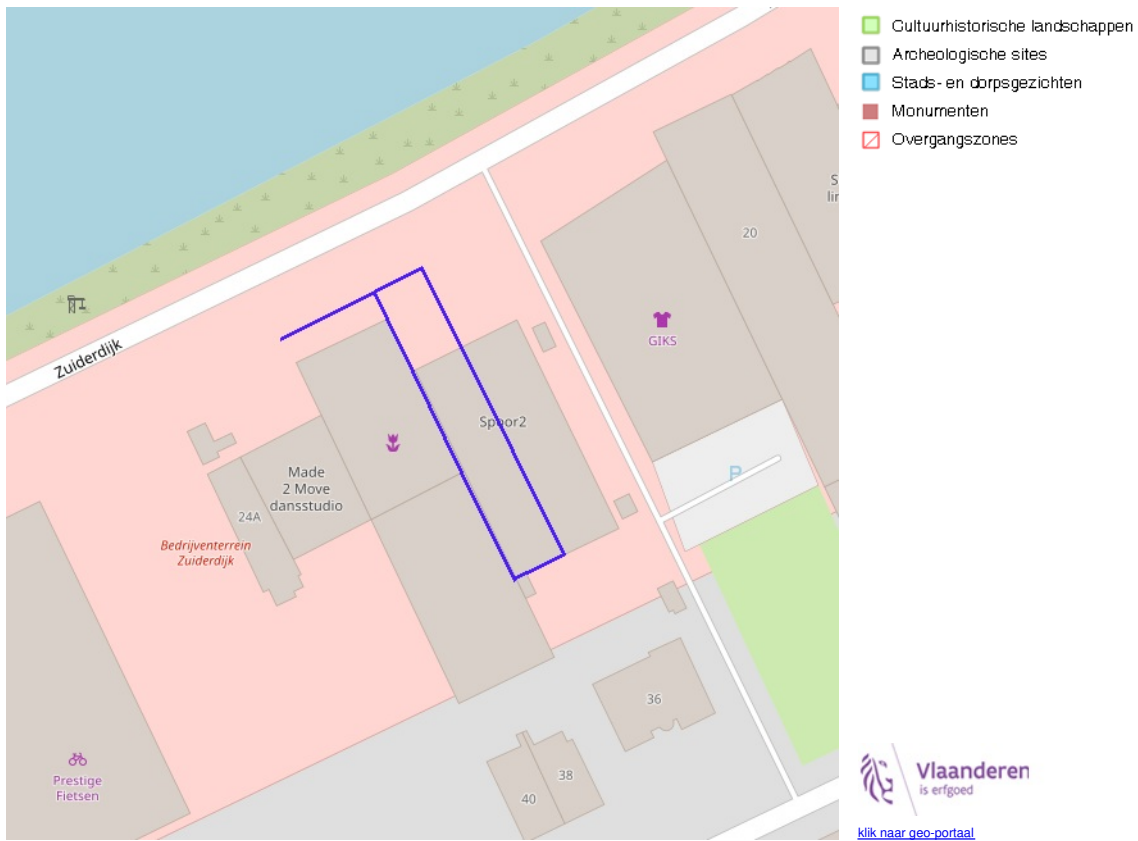 Cultuurhistorische landschappen
Archeologische sites
Stads- en dorpsgezichten
Monumenten
Overgangszones
20
GIKS
Zuiderdijk
Spoor2
Made
2 Move
dansstudio
24A
Bedrijventerrein
Zuiderdijk
P
36
38
40
Prestige
Fietsen
Vlaanderen
is erfgoed
klik naar geo-portaal